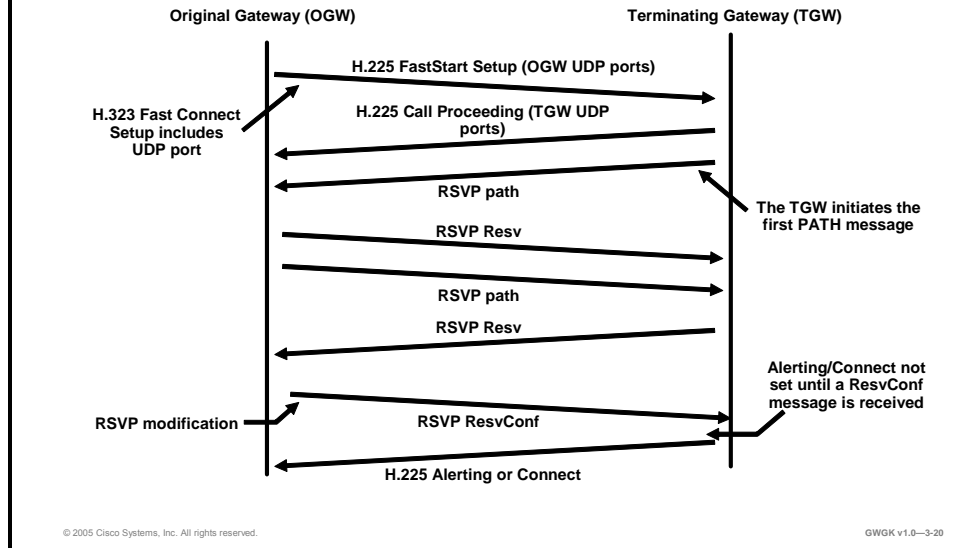 Original Gateway (OGW)
Terminating Gateway (TGW)
H.225 FastStart Setup (OGW UDP ports)
H.323 Fast Connect
Setup includes
UDP port
H.225 Call Proceeding (TGW UDP
ports)
RSVP path
The TGW initiates the
first PATH message
RSVP Resv
RSVP path
RSVP Resv
Alerting/Connect not
set until a ResvConf
message is received
RSVP modification
RSVP ResvConf
H.225 Alerting or Connect
© 2005 Cisco Systems, Inc. All rights reserved.
GWGK v1.0—3-20